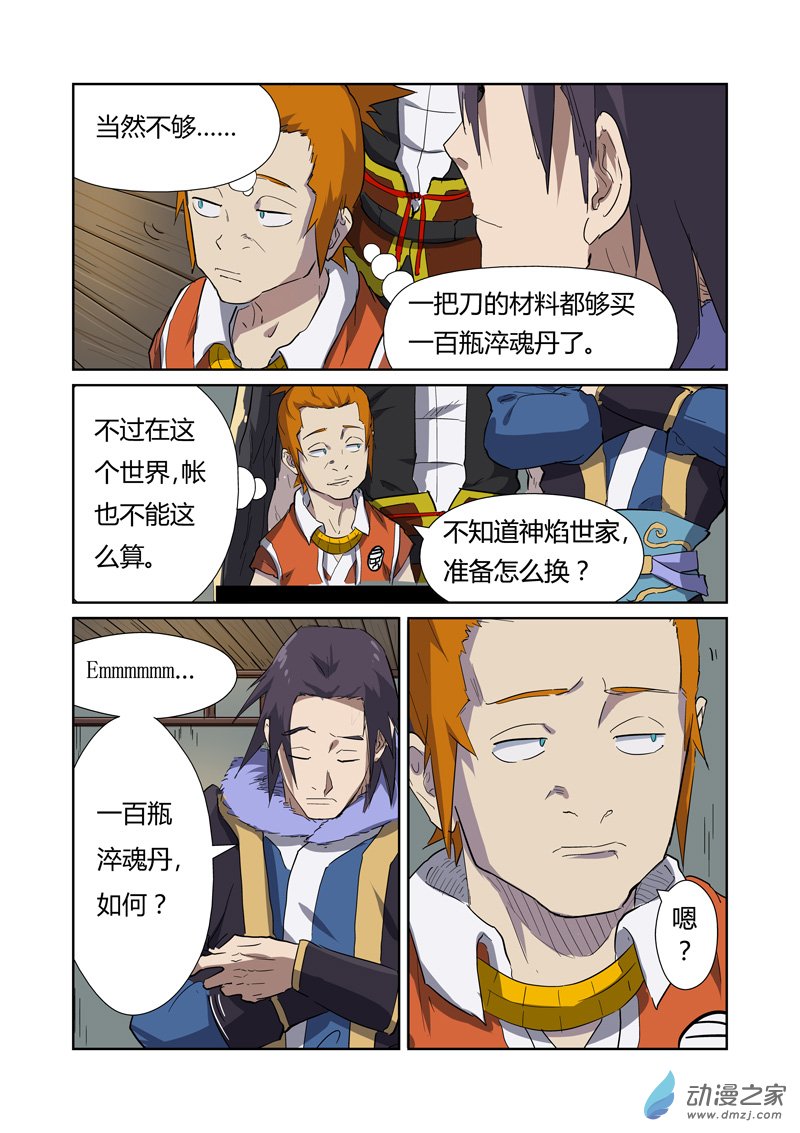 当然不够……
一把刀的材料都够买
一百瓶淬魂丹了。
不过在这
个世界，帐
也不能这
么算。
不知道神焰世家，
准备怎么换？
Emmmmmm...
一百瓶
淬魂丹，
如何？
嗯
？
动漫之家
www.dmzj.com